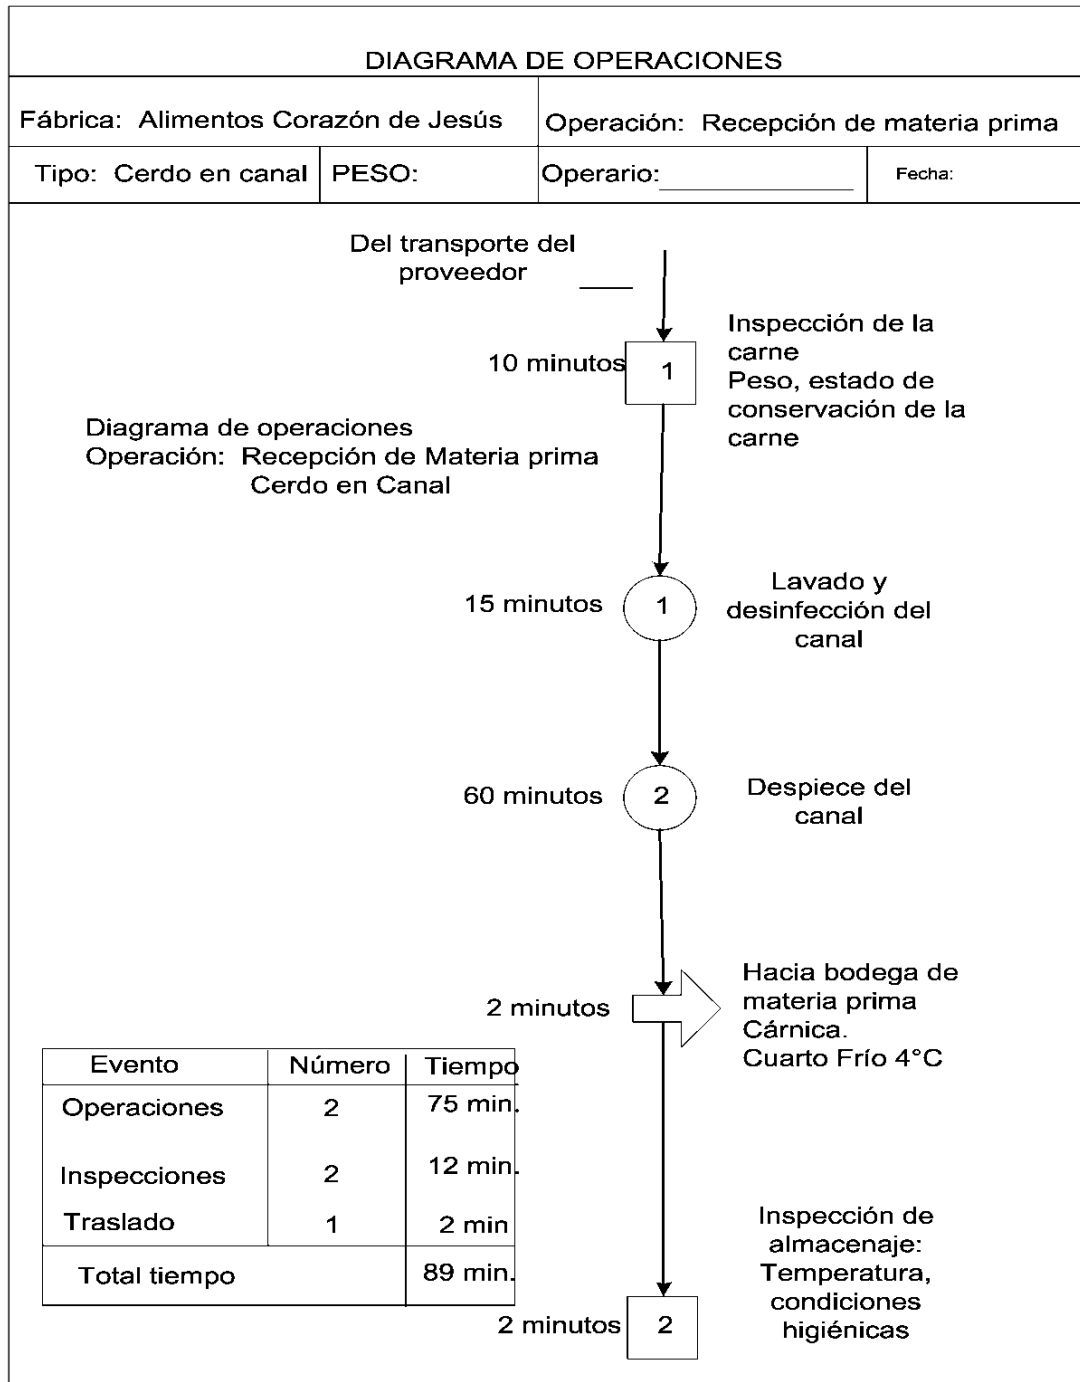 DIAGRAMA DE OPERACIONES
Fábrica: Alimentos Corazón de Jesús
Operación: Recepción de materia prima
Tipo: Cerdo en canal
PESO:
Operario:
Fecha:
Del transporte del
proveedor
10 minutos
1
Inspección de la
carne
Peso, estado de
conservación de la
carne
Diagrama de operaciones
Operación: Recepción de Materia prima
Cerdo en Canal
15 minutos
1
Lavado y
desinfección del
canal
60 minutos
2
Despiece del
canal
2 minutos
Hacia bodega de
materia prima
Cárnica.
Cuarto Frío 4°C
Evento Número Tiempo
Operaciones 2 75 min.
Inspecciones 2 12 min.
Traslado 1 2 min
Total tiempo 89 min.
2 minutos
2
Inspección de
almacenaje:
Temperatura,
condiciones
higiénicas